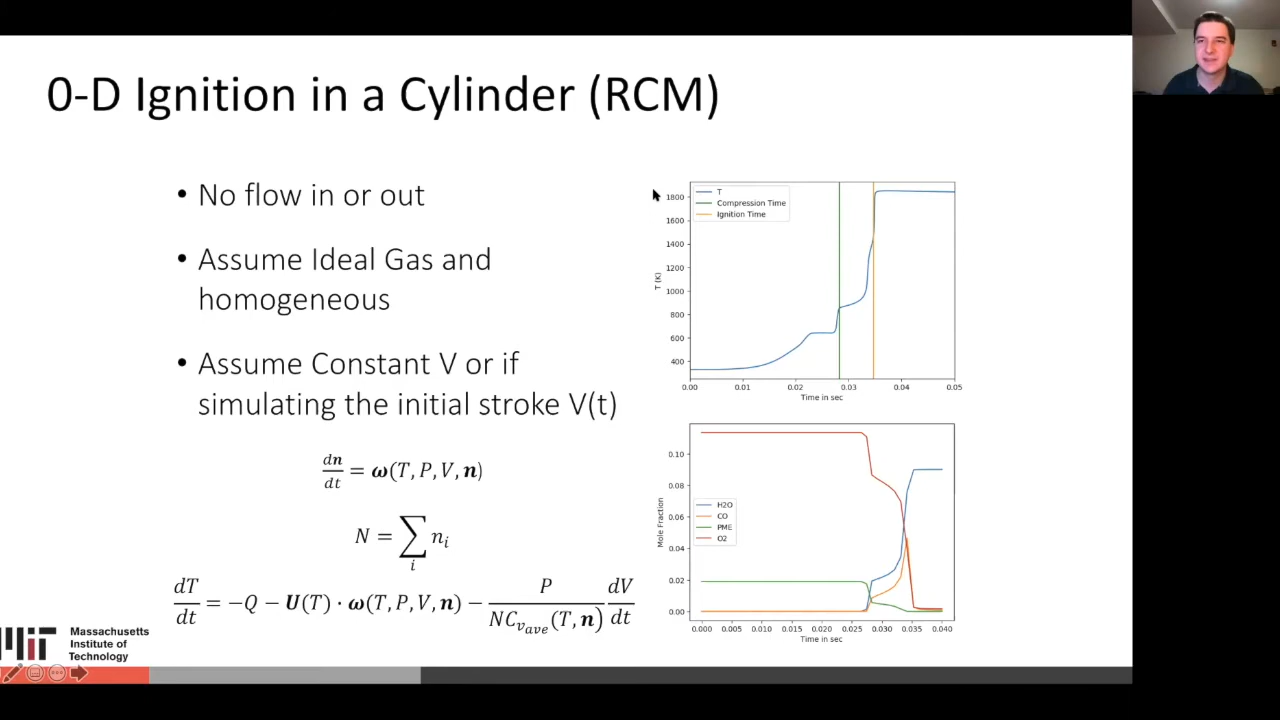 0-D Ignition in a Cylinder (RCM)
• No flow in or out
• Assume Ideal Gas and
homogeneous
• Assume Constant V or if
simulating the initial stroke V(t)
d𝒏/dt = 𝝎(T, P, V, 𝒏)
N = ∑_i n_i
dT/dt = −Q − 𝑼(T) · 𝝎(T, P, V, 𝒏) − P/(NC_{v_{ave}}(T, 𝒏)) dV/dt
T
Compression Time
Ignition Time
T (K)
1800
1600
1400
1200
1000
800
600
400
0.00 0.01 0.02 0.03 0.04 0.05
Time in sec
H2O
CO
PME
O2
Mole Fraction
0.10
0.08
0.06
0.04
0.02
0.00
0.000 0.005 0.010 0.015 0.020 0.025 0.030 0.035 0.040
Time in sec
MIT
Massachusetts
Institute of
Technology